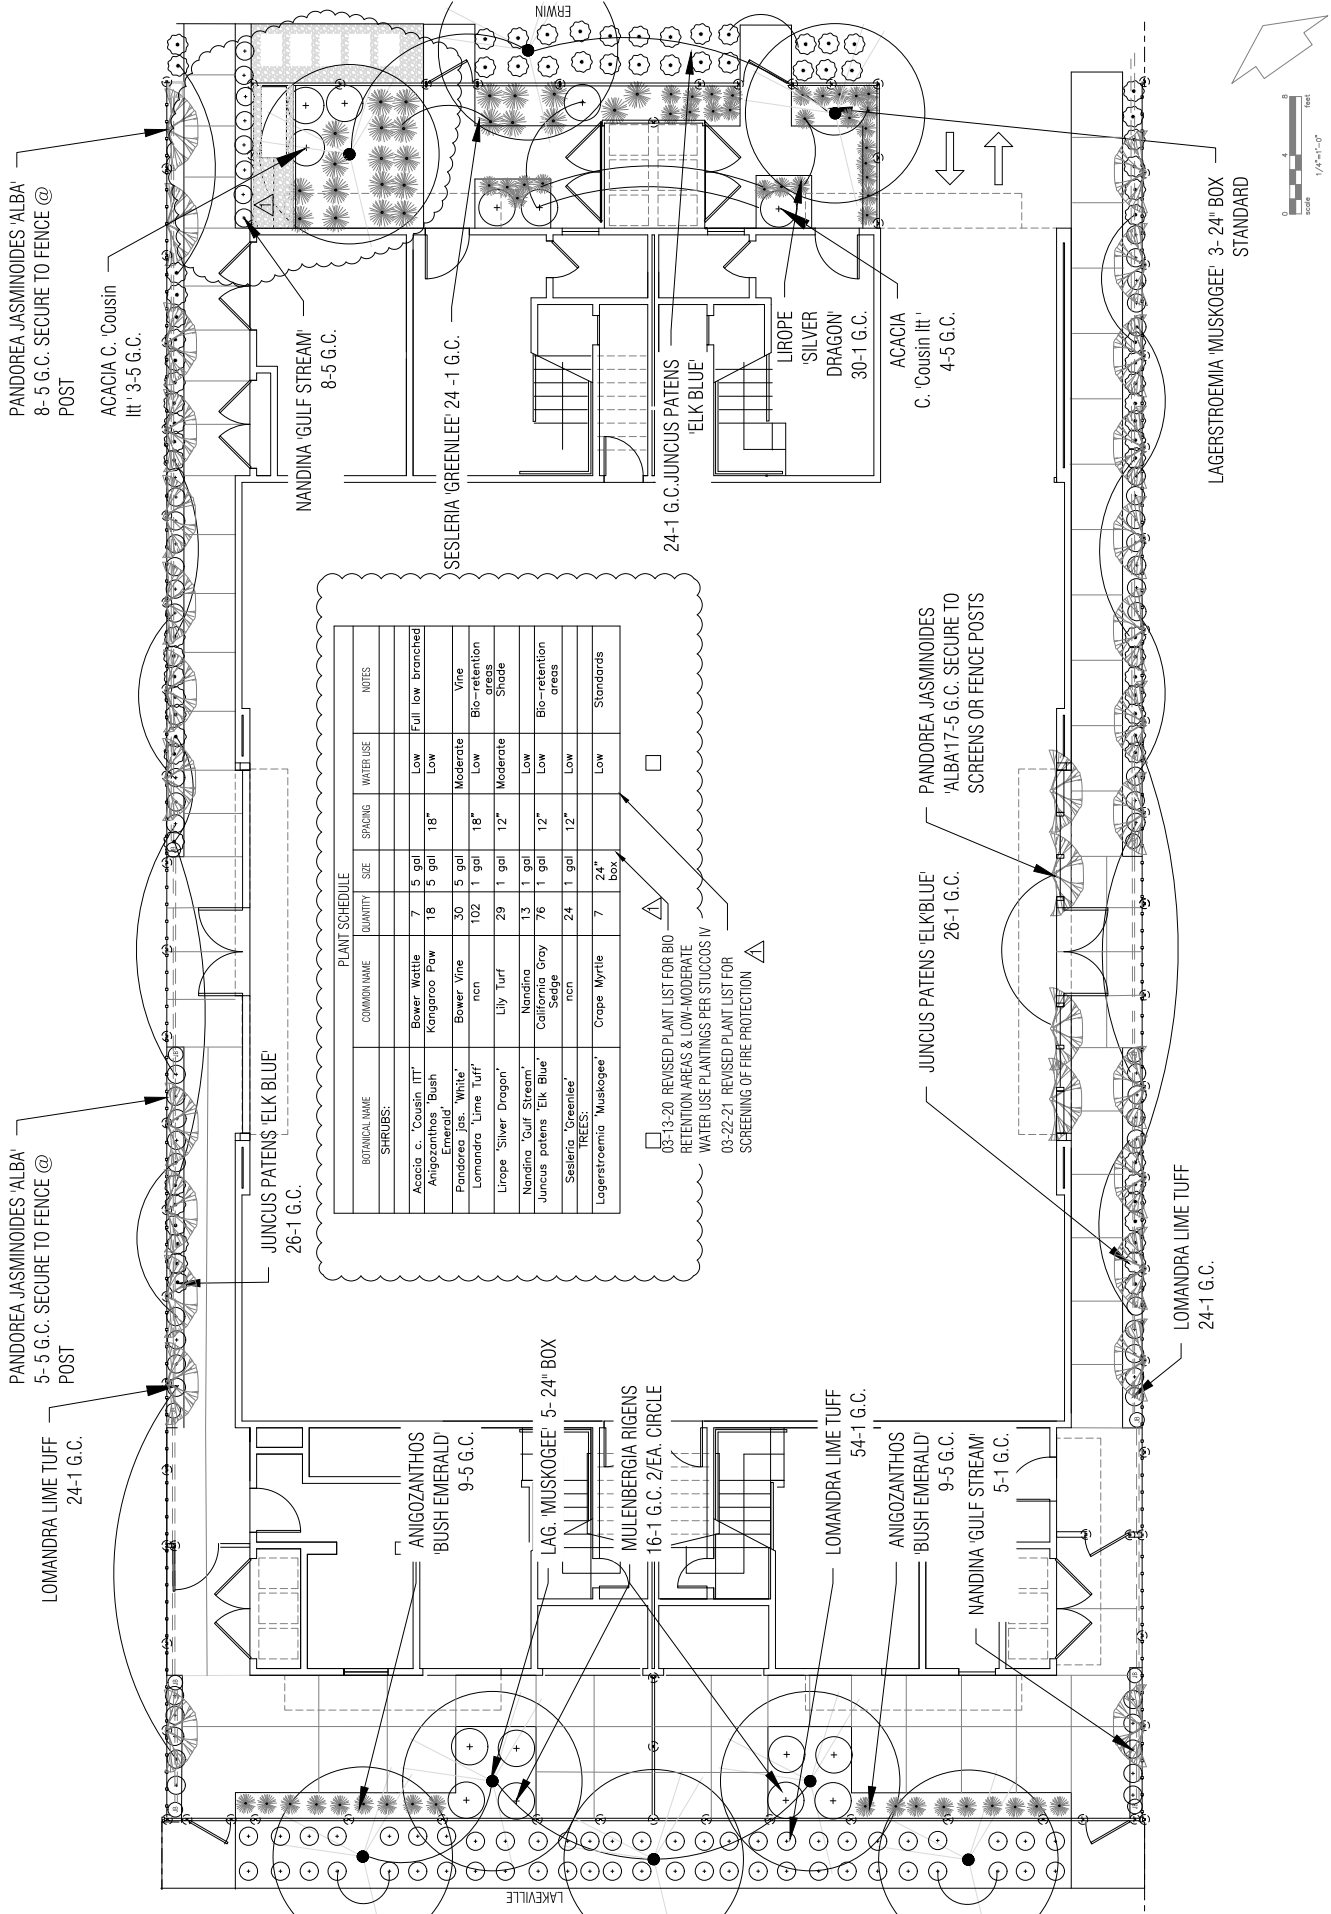 ERWIN
PANDOREA JASMINOIDES 'ALBA'
8-5 G.C. SECURE TO FENCE @
POST
ACACIA C. 'Cousin
Itt ' 3-5 G.C.
NANDINA 'GULF STREAM'
8-5 G.C.
SESLERIA 'GREENLEE' 24 -1 G.C.
24-1 G.C.JUNCUS PATENS
'ELK BLUE'
LIROPE
'SILVER
DRAGON'
30-1 G.C.
ACACIA
C. 'Cousin Itt '
4-5 G.C.
LAGERSTROEMIA 'MUSKOGEE' 3- 24" BOX
STANDARD
0 4 8
scale feet
1/4"=1'-0"
1
PLANT SCHEDULE
BOTANICAL NAME COMMON NAME QUANTITY SIZE SPACING WATER USE NOTES
SHRUBS:
Acacia c. 'Cousin ITT' Bower Wattle 7 5 gal Low Full low branched
Anigozanthos 'Bush Emerald' Kangaroo Paw 18 5 gal 18" Low
Pandorea jas. 'White' Bower Vine 30 5 gal Moderate Vine
Lomandra 'Lime Tuff' ncn 102 1 gal 18" Low Bio-retention areas
Lirope 'Silver Dragon' Lily Turf 29 1 gal 12" Moderate Shade
Nandina 'Gulf Stream' Nandina 13 1 gal Low
Juncus patens 'Elk Blue' California Gray Sedge 76 1 gal 12" Low Bio-retention areas
Sesleria 'Greenlee' ncn 24 1 gal 12" Low
TREES:
Lagerstroemia 'Muskogee' Crape Myrtle 7 24" box Low Standards
03-13-20 REVISED PLANT LIST FOR BIO
RETENTION AREAS & LOW-MODERATE
WATER USE PLANTINGS PER STUCCOS IV
03-22-21 REVISED PLANT LIST FOR
SCREENING OF FIRE PROTECTION
1
1
PANDOREA JASMINOIDES
'ALBA'17-5 G.C. SECURE TO
SCREENS OR FENCE POSTS
JUNCUS PATENS 'ELK BLUE'
26-1 G.C.
PANDOREA JASMINOIDES 'ALBA'
5- 5 G.C. SECURE TO FENCE @
POST
JUNCUS PATENS 'ELK BLUE'
26-1 G.C.
LOMANDRA LIME TUFF
24-1 G.C.
LOMANDRA LIME TUFF
24-1 G.C.
ANIGOZANTHOS
'BUSH EMERALD'
9-5 G.C.
LAG. 'MUSKOGEE' 5- 24" BOX
MULENBERGIA RIGENS
16-1 G.C. 2/EA. CIRCLE
LOMANDRA LIME TUFF
54-1 G.C.
ANIGOZANTHOS
'BUSH EMERALD'
9-5 G.C.
NANDINA 'GULF STREAM'
5-1 G.C.
LAKEVILLE